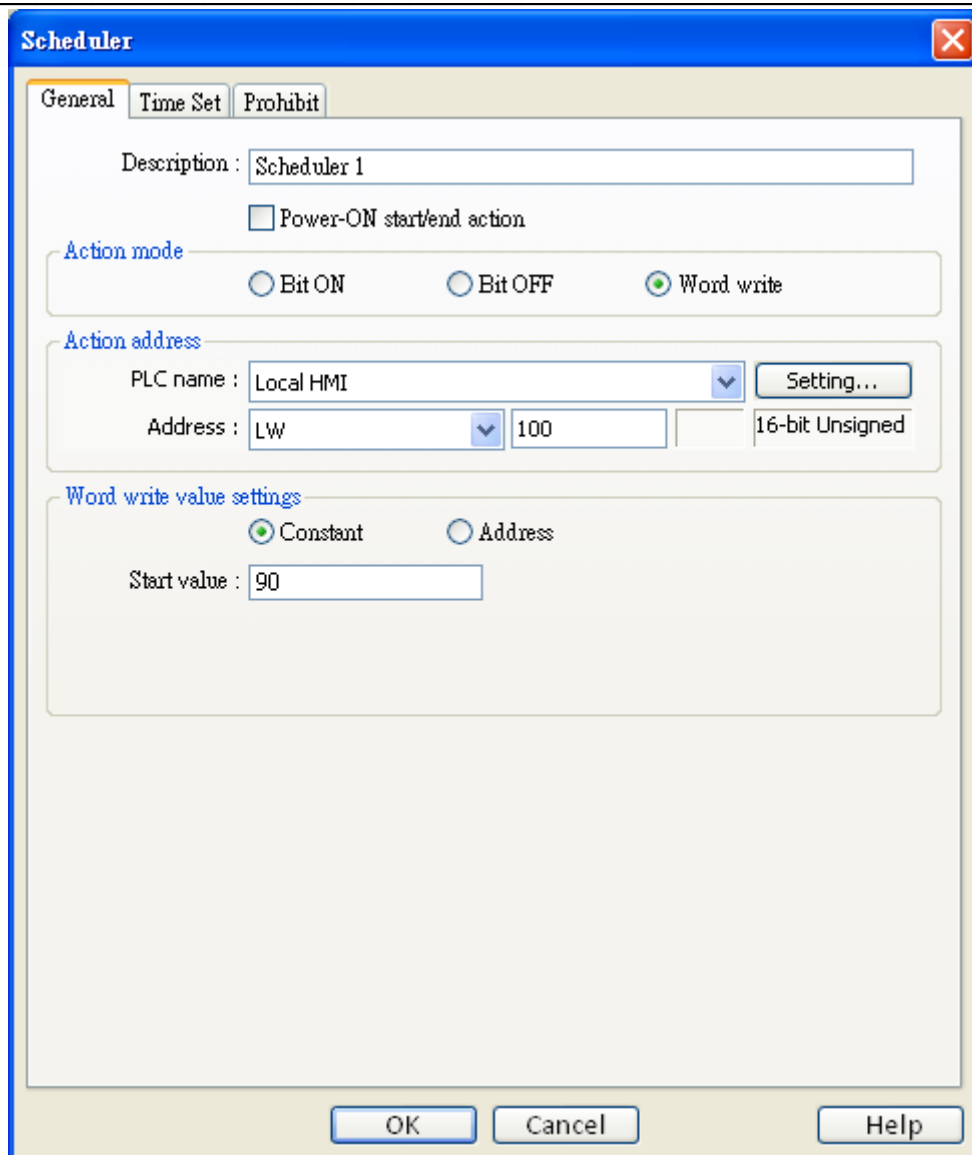 Scheduler
General Time Set Prohibit
Description : Scheduler 1
Power-ON start/end action
Action mode
Bit ON Bit OFF Word write
Action address
PLC name : Local HMI Setting...
Address : LW 100 16-bit Unsigned
Word write value settings
Constant Address
Start value : 90
OK Cancel Help